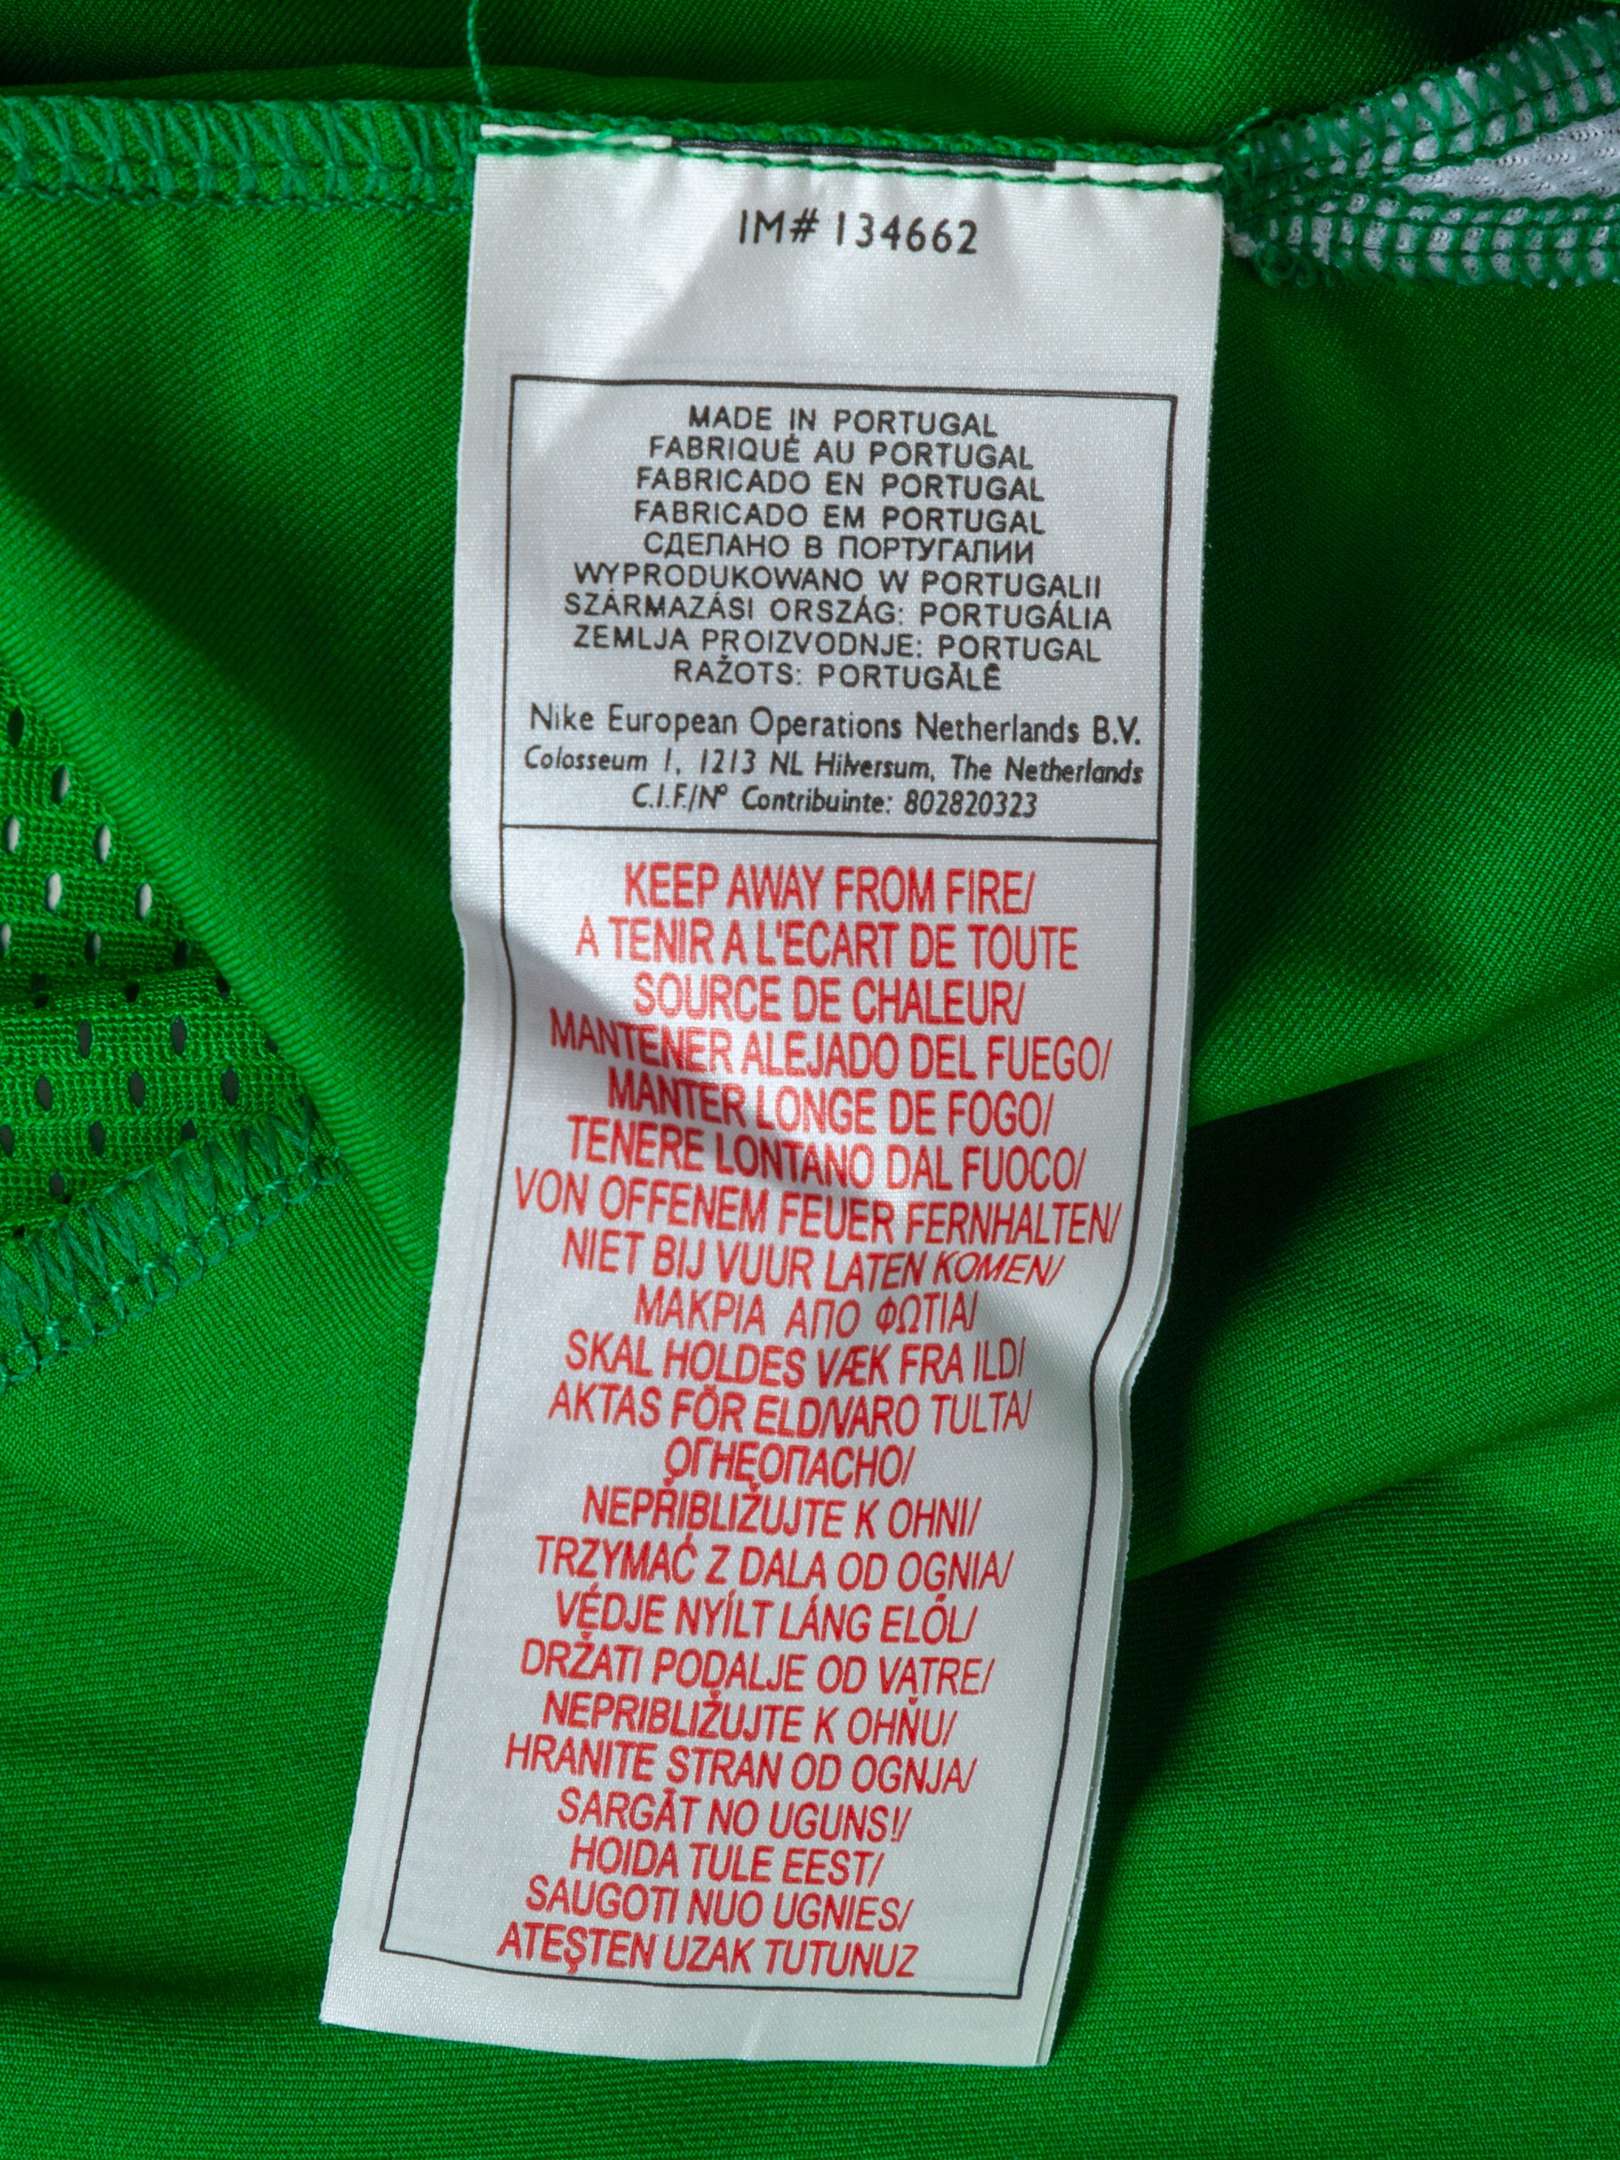 IM# 134662
MADE IN PORTUGAL
FABRIQUÉ AU PORTUGAL
FABRICADO EN PORTUGAL
FABRICADO EM PORTUGAL
СДЕЛАНО В ПОРТУГАЛИИ
WYPRODUKOWANO W PORTUGALII
SZÁRMAZÁSI ORSZÁG: PORTUGÁLIA
ZEMLJA PROIZVODNJE: PORTUGAL
RAŽOTS: PORTUGĀLĒ
Nike European Operations Netherlands B.V.
Colosseum 1, 1213 NL Hilversum, The Netherlands
C.I.F./Nº Contribuinte: 802820323
KEEP AWAY FROM FIRE/
A TENIR A L'ECART DE TOUTE
SOURCE DE CHALEUR/
MANTENER ALEJADO DEL FUEGO/
MANTER LONGE DE FOGO/
TENERE LONTANO DAL FUOCO/
VON OFFENEM FEUER FERNHALTEN/
NIET BIJ VUUR LATEN KOMEN/
ΜΑΚΡΙΑ ΑΠΟ ΦΩΤΙΑ/
SKAL HOLDES VÆK FRA ILD/
AKTAS FÖR ELD/VARO TULTA/
ОГНЕОПАСНО/
NEPŘIBLIŽUJTE K OHNI/
TRZYMAĆ Z DALA OD OGNIA/
VÉDJE NYÍLT LÁNG ELŐL/
DRŽATI PODALJE OD VATRE/
NEPRIBLIŽUJTE K OHŇU/
HRANITE STRAN OD OGNJA/
SARGĀT NO UGUNS!/
HOIDA TULE EEST/
SAUGOTI NUO UGNIES/
ATEŞTEN UZAK TUTUNUZ